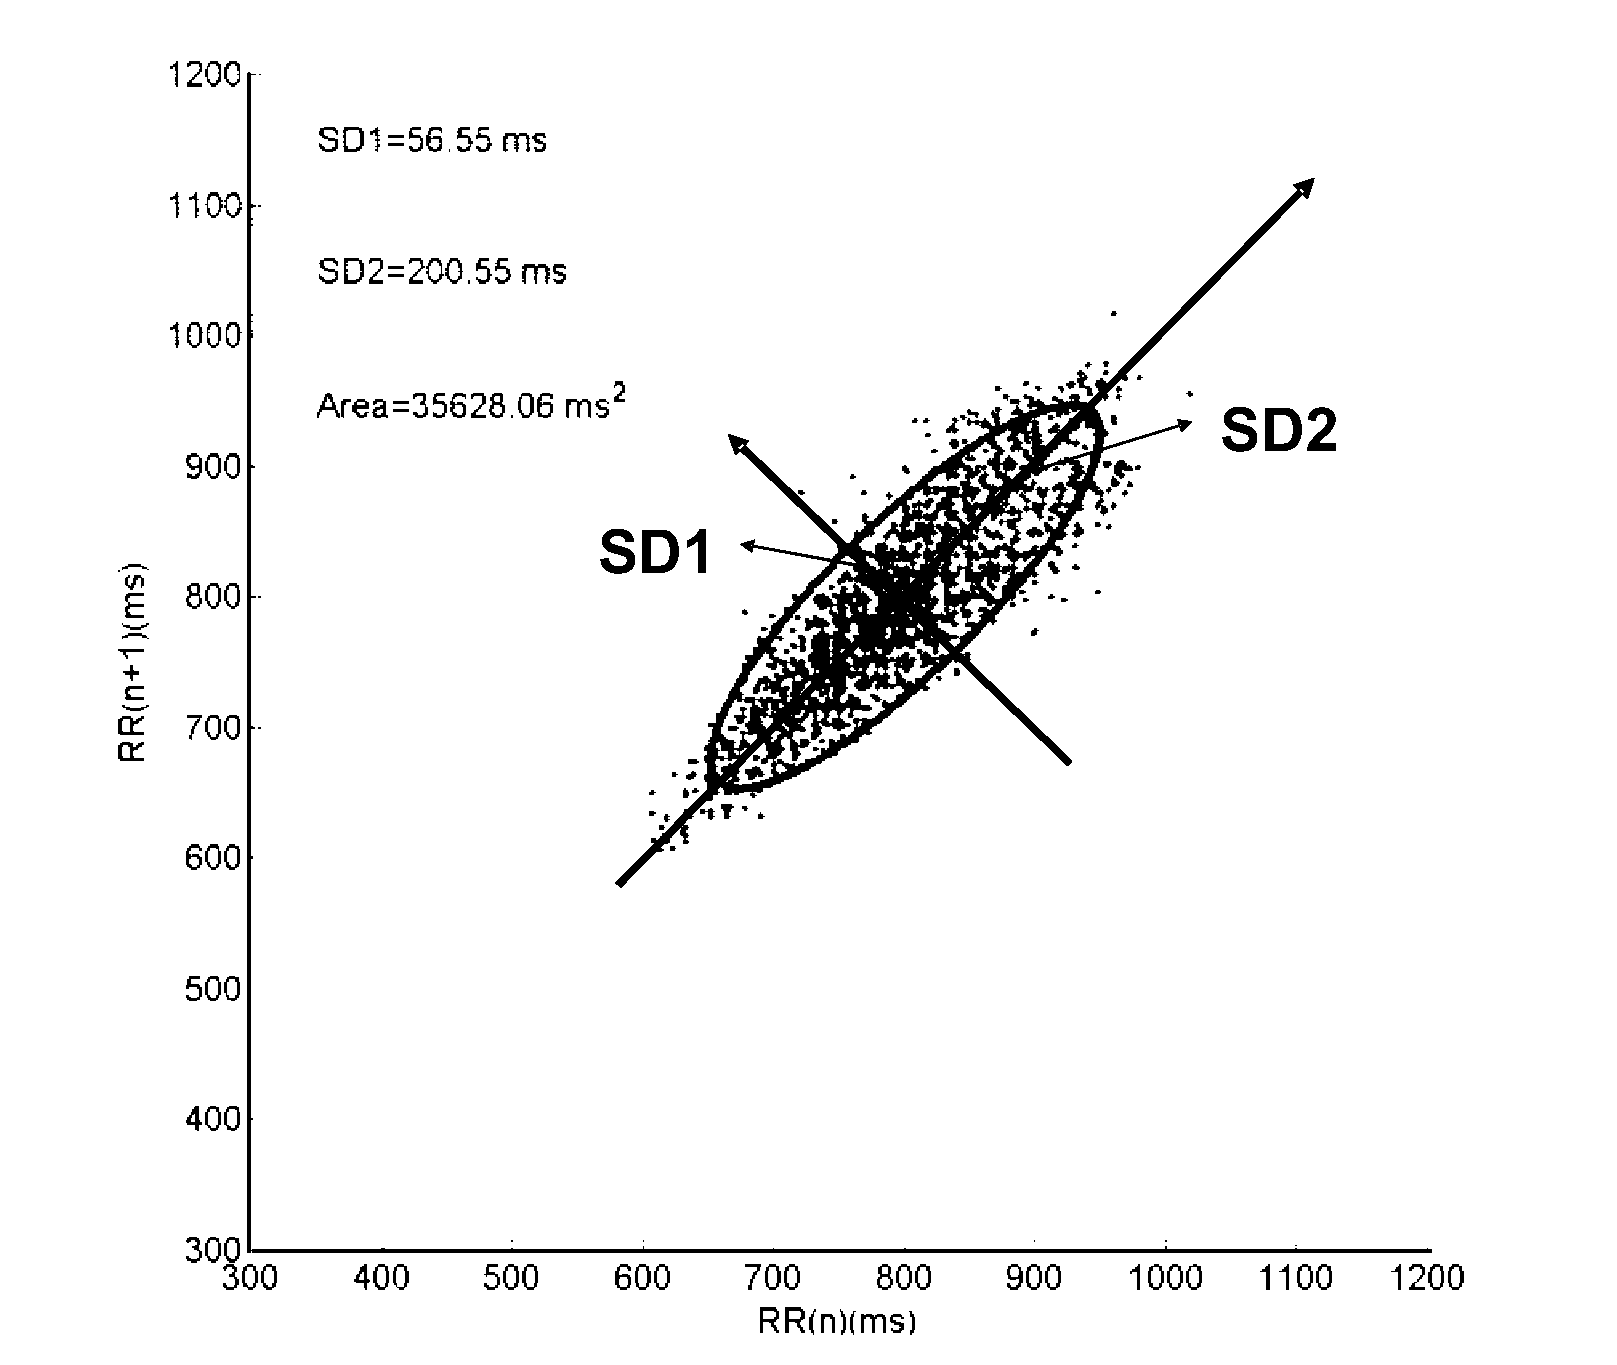 1200
SD1=56.55 ms
1100
SD2=200.55 ms
1000
Area=35628.06 ms²
SD2
900
SD1
800
RR(n+1)(ms)
700
600
500
400
300
300 400 500 600 700 800 900 1000 1100 1200
RR(n)(ms)